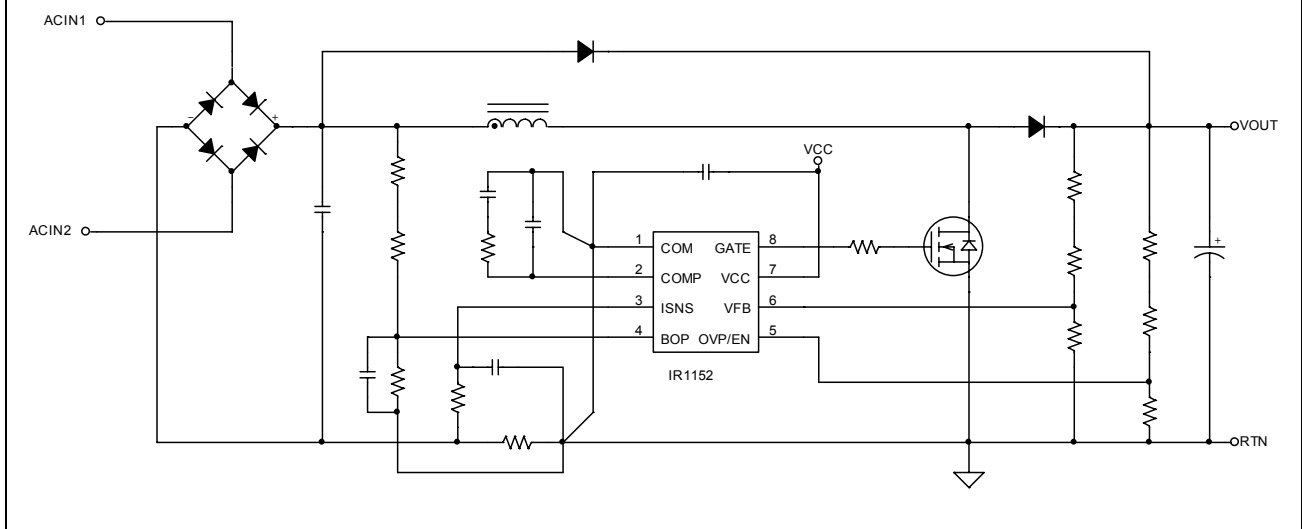 ACIN1
− +
VOUT
VCC
ACIN2
+
1 COM GATE 8
2 COMP VCC 7
3 ISNS VFB 6
4 BOP OVP/EN 5
IR1152
RTN